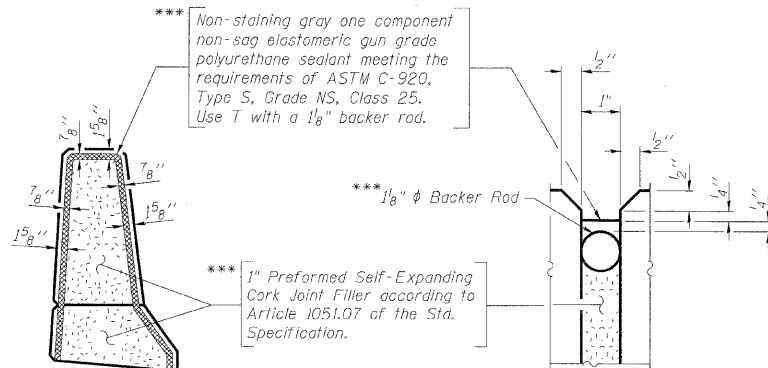 *** Non-staining gray one component
non-sag elastomeric gun grade
polyurethane sealant meeting the
requirements of ASTM C-920,
Type S, Grade NS, Class 25.
Use T with a 1⅛" backer rod.
½"
1"
½"
½"
¼"
¼"
⅞"
1⅝"
⅞"
⅞"
1⅝"
1⅝"
*** 1⅛" ϕ Backer Rod
*** 1" Preformed Self-Expanding
Cork Joint Filler according to
Article 1051.07 of the Std.
Specification.